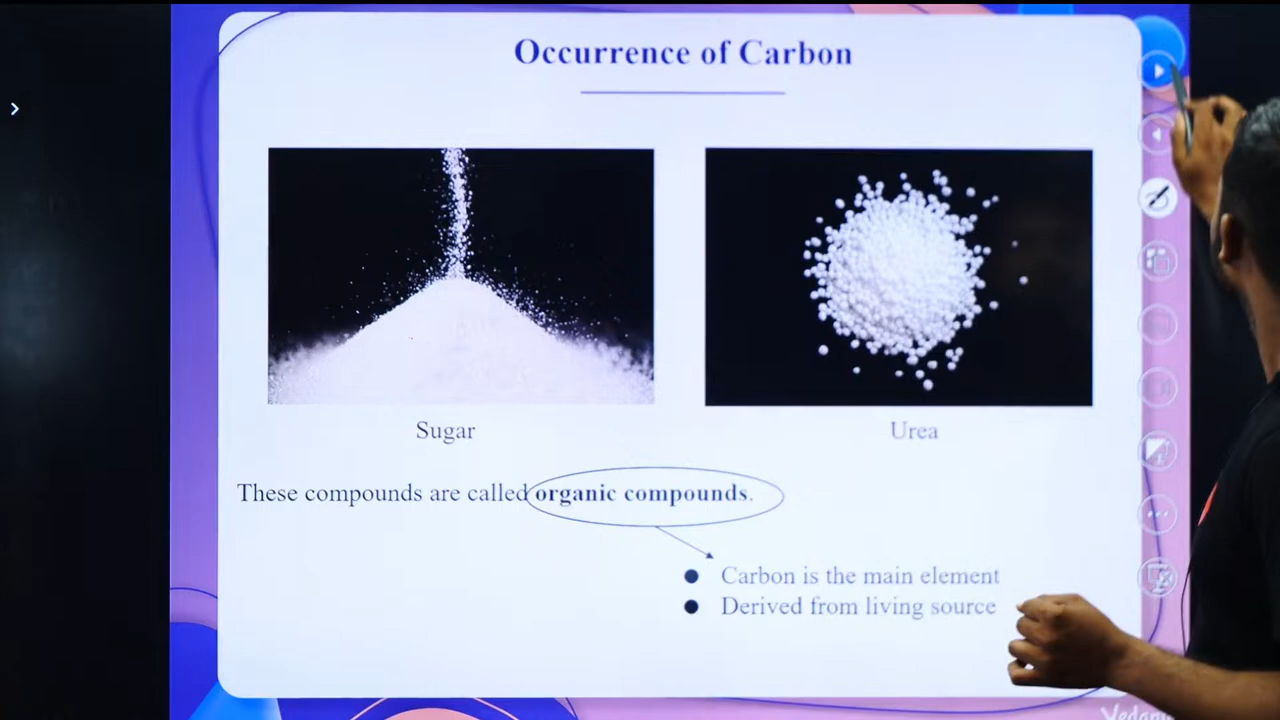 Occurrence of Carbon
Sugar
Urea
These compounds are called organic compounds.
Carbon is the main element
Derived from living source